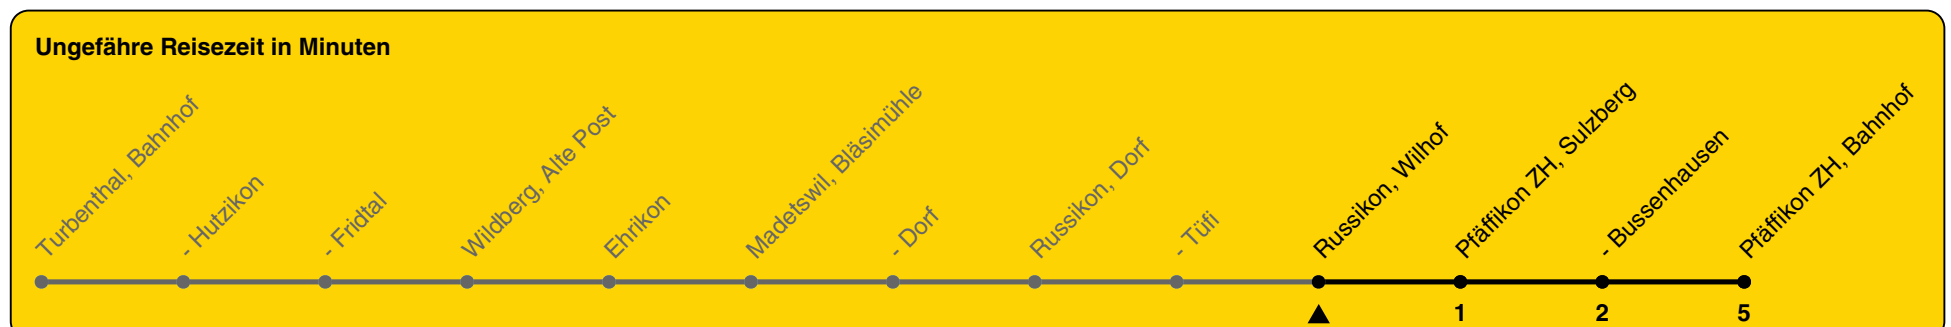 Ungefähre Reisezeit in Minuten
Turbenthal, Bahnhof
- Hutzikon
- Fridtal
Wildberg, Alte Post
Ehrikon
Madetswil, Bläsimühle
- Dorf
Russikon, Dorf
- Tüfi
Russikon, Wilhof
Pfäffikon ZH, Sulzberg
- Bussenhausen
Pfäffikon ZH, Bahnhof
1 2 5